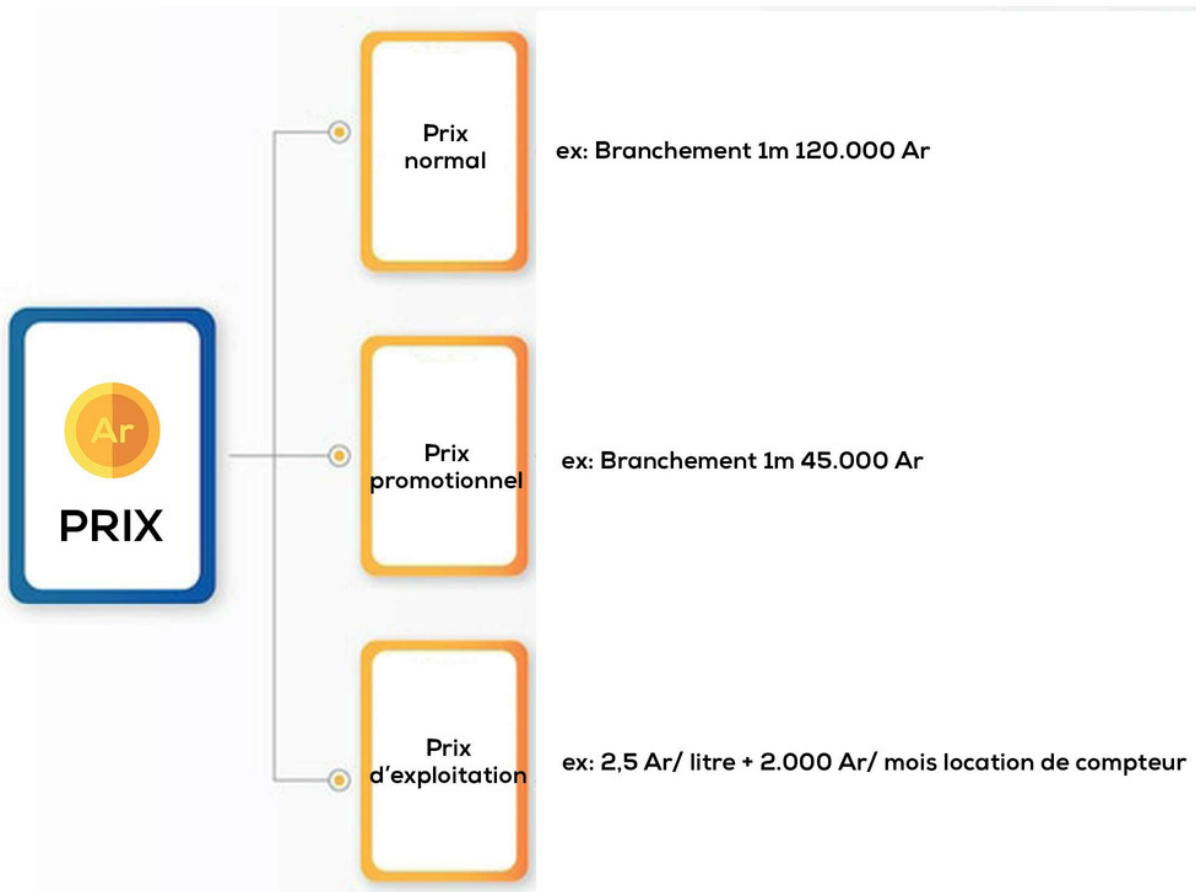 Prix
normal
ex: Branchement 1m 120.000 Ar
Ar
PRIX
Prix
promotionnel
ex: Branchement 1m 45.000 Ar
Prix
d'exploitation
ex: 2,5 Ar/ litre + 2.000 Ar/ mois location de compteur